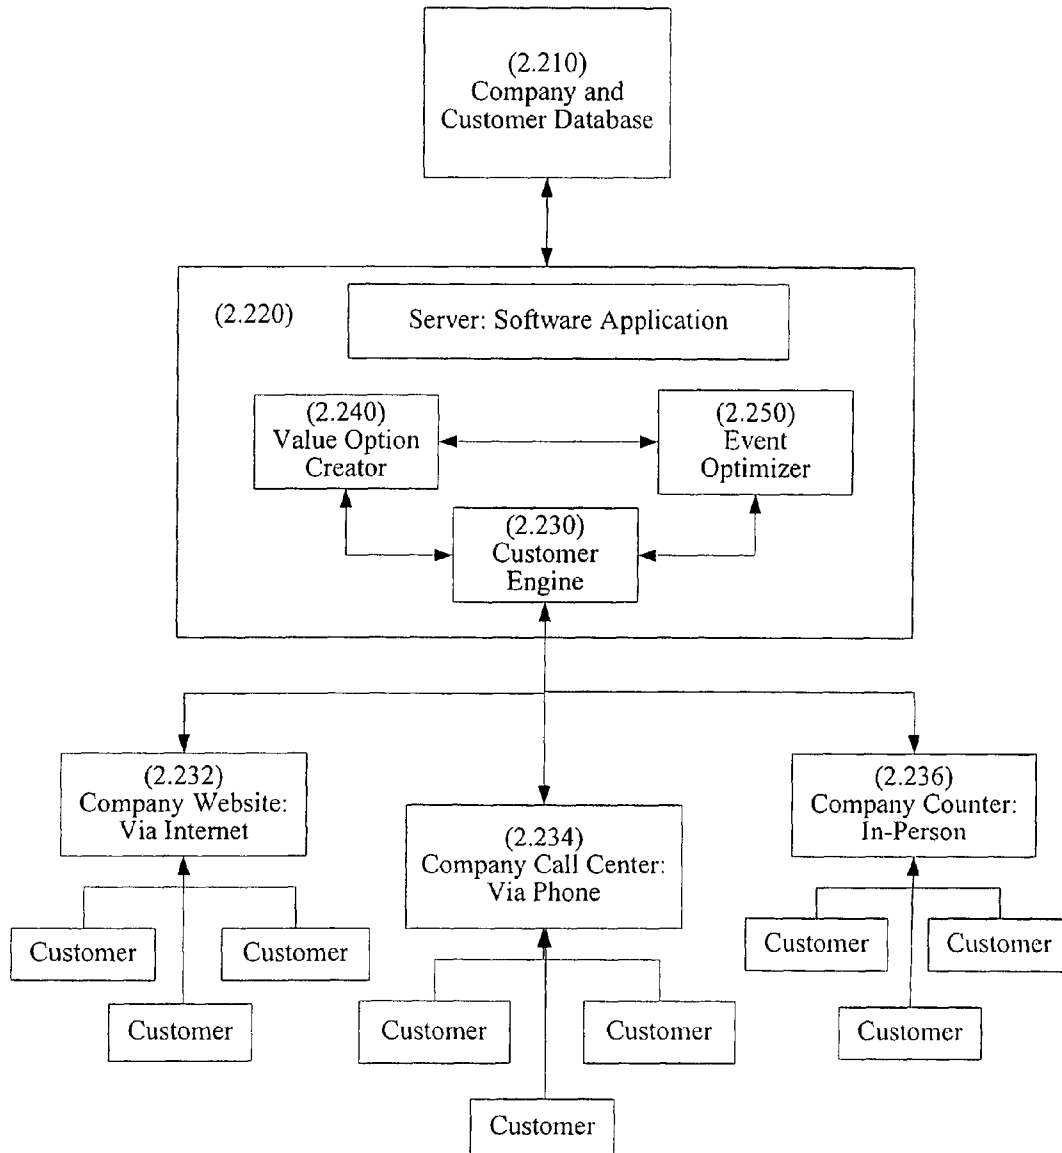 (2.210)
Company and
Customer Database
(2.220)
Server: Software Application
(2.240)
Value Option
Creator
(2.250)
Event
Optimizer
(2.230)
Customer
Engine
(2.232)
Company Website:
Via Internet
(2.234)
Company Call Center:
Via Phone
(2.236)
Company Counter:
In-Person
Customer
Customer
Customer
Customer
Customer
Customer
Customer
Customer
Customer